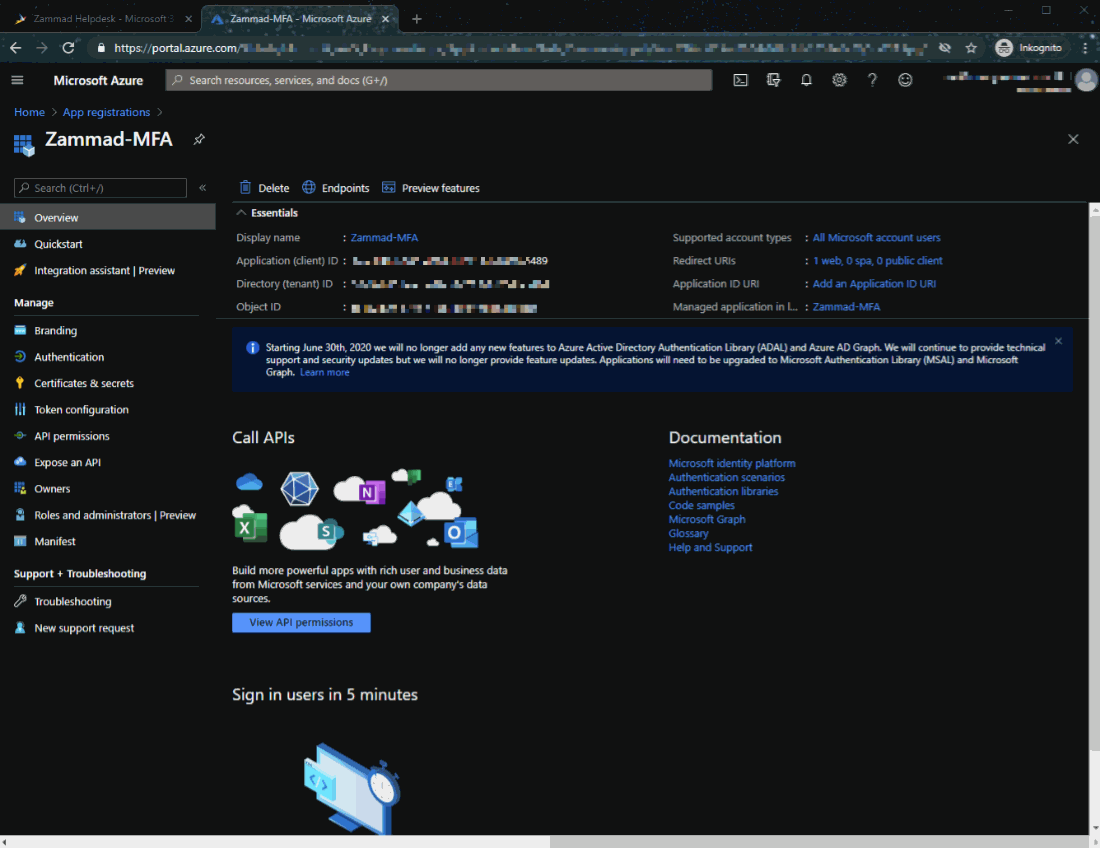 Zammad Helpdesk - Microsoft 3
Zammad-MFA - Microsoft Azure
https://portal.azure.com/
Inkognito
Microsoft Azure
Search resources, services, and docs (G+/)
Home > App registrations >
Zammad-MFA
Search (Ctrl+/)
Overview
Quickstart
Integration assistant | Preview
Manage
Branding
Authentication
Certificates & secrets
Token configuration
API permissions
Expose an API
Owners
Roles and administrators | Preview
Manifest
Support + Troubleshooting
Troubleshooting
New support request
Delete
Endpoints
Preview features
Essentials
Display name : Zammad-MFA
Application (client) ID : 5489
Directory (tenant) ID :
Object ID :
Supported account types : All Microsoft account users
Redirect URIs : 1 web, 0 spa, 0 public client
Application ID URI : Add an Application ID URI
Managed application in l... : Zammad-MFA
Starting June 30th, 2020 we will no longer add any new features to Azure Active Directory Authentication Library (ADAL) and Azure AD Graph. We will continue to provide technical
support and security updates but we will no longer provide feature updates. Applications will need to be upgraded to Microsoft Authentication Library (MSAL) and Microsoft
Graph. Learn more
Call APIs
N
E
X
S
O
Build more powerful apps with rich user and business data
from Microsoft services and your own company's data
sources.
View API permissions
Documentation
Microsoft identity platform
Authentication scenarios
Authentication libraries
Code samples
Microsoft Graph
Glossary
Help and Support
Sign in users in 5 minutes